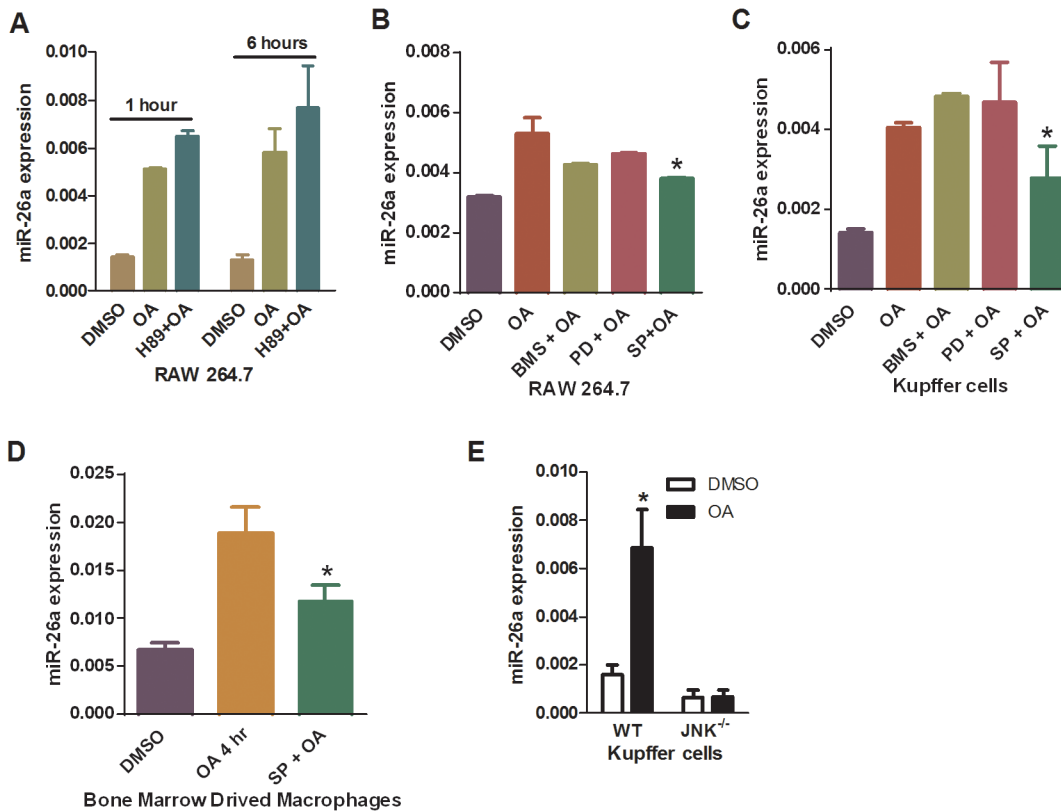 A
miR-26a expression
0.010
0.008
0.006
0.004
0.002
0.000
1 hour
6 hours
DMSO
OA
H89+OA
DMSO
OA
H89+OA
RAW 264.7
B
miR-26a expression
0.008
0.006
0.004
0.002
0.000
*
DMSO
OA
BMS + OA
PD + OA
SP+OA
RAW 264.7
C
miR-26a expression
0.006
0.004
0.002
0.000
*
DMSO
OA
BMS + OA
PD + OA
SP + OA
Kupffer cells
D
miR-26a expression
0.025
0.020
0.015
0.010
0.005
0.000
*
DMSO
OA 4 hr
SP + OA
Bone Marrow Drived Macrophages
E
miR-26a expression
0.010
0.008
0.006
0.004
0.002
0.000
*
DMSO
OA
WT
JNK-/-
Kupffer cells